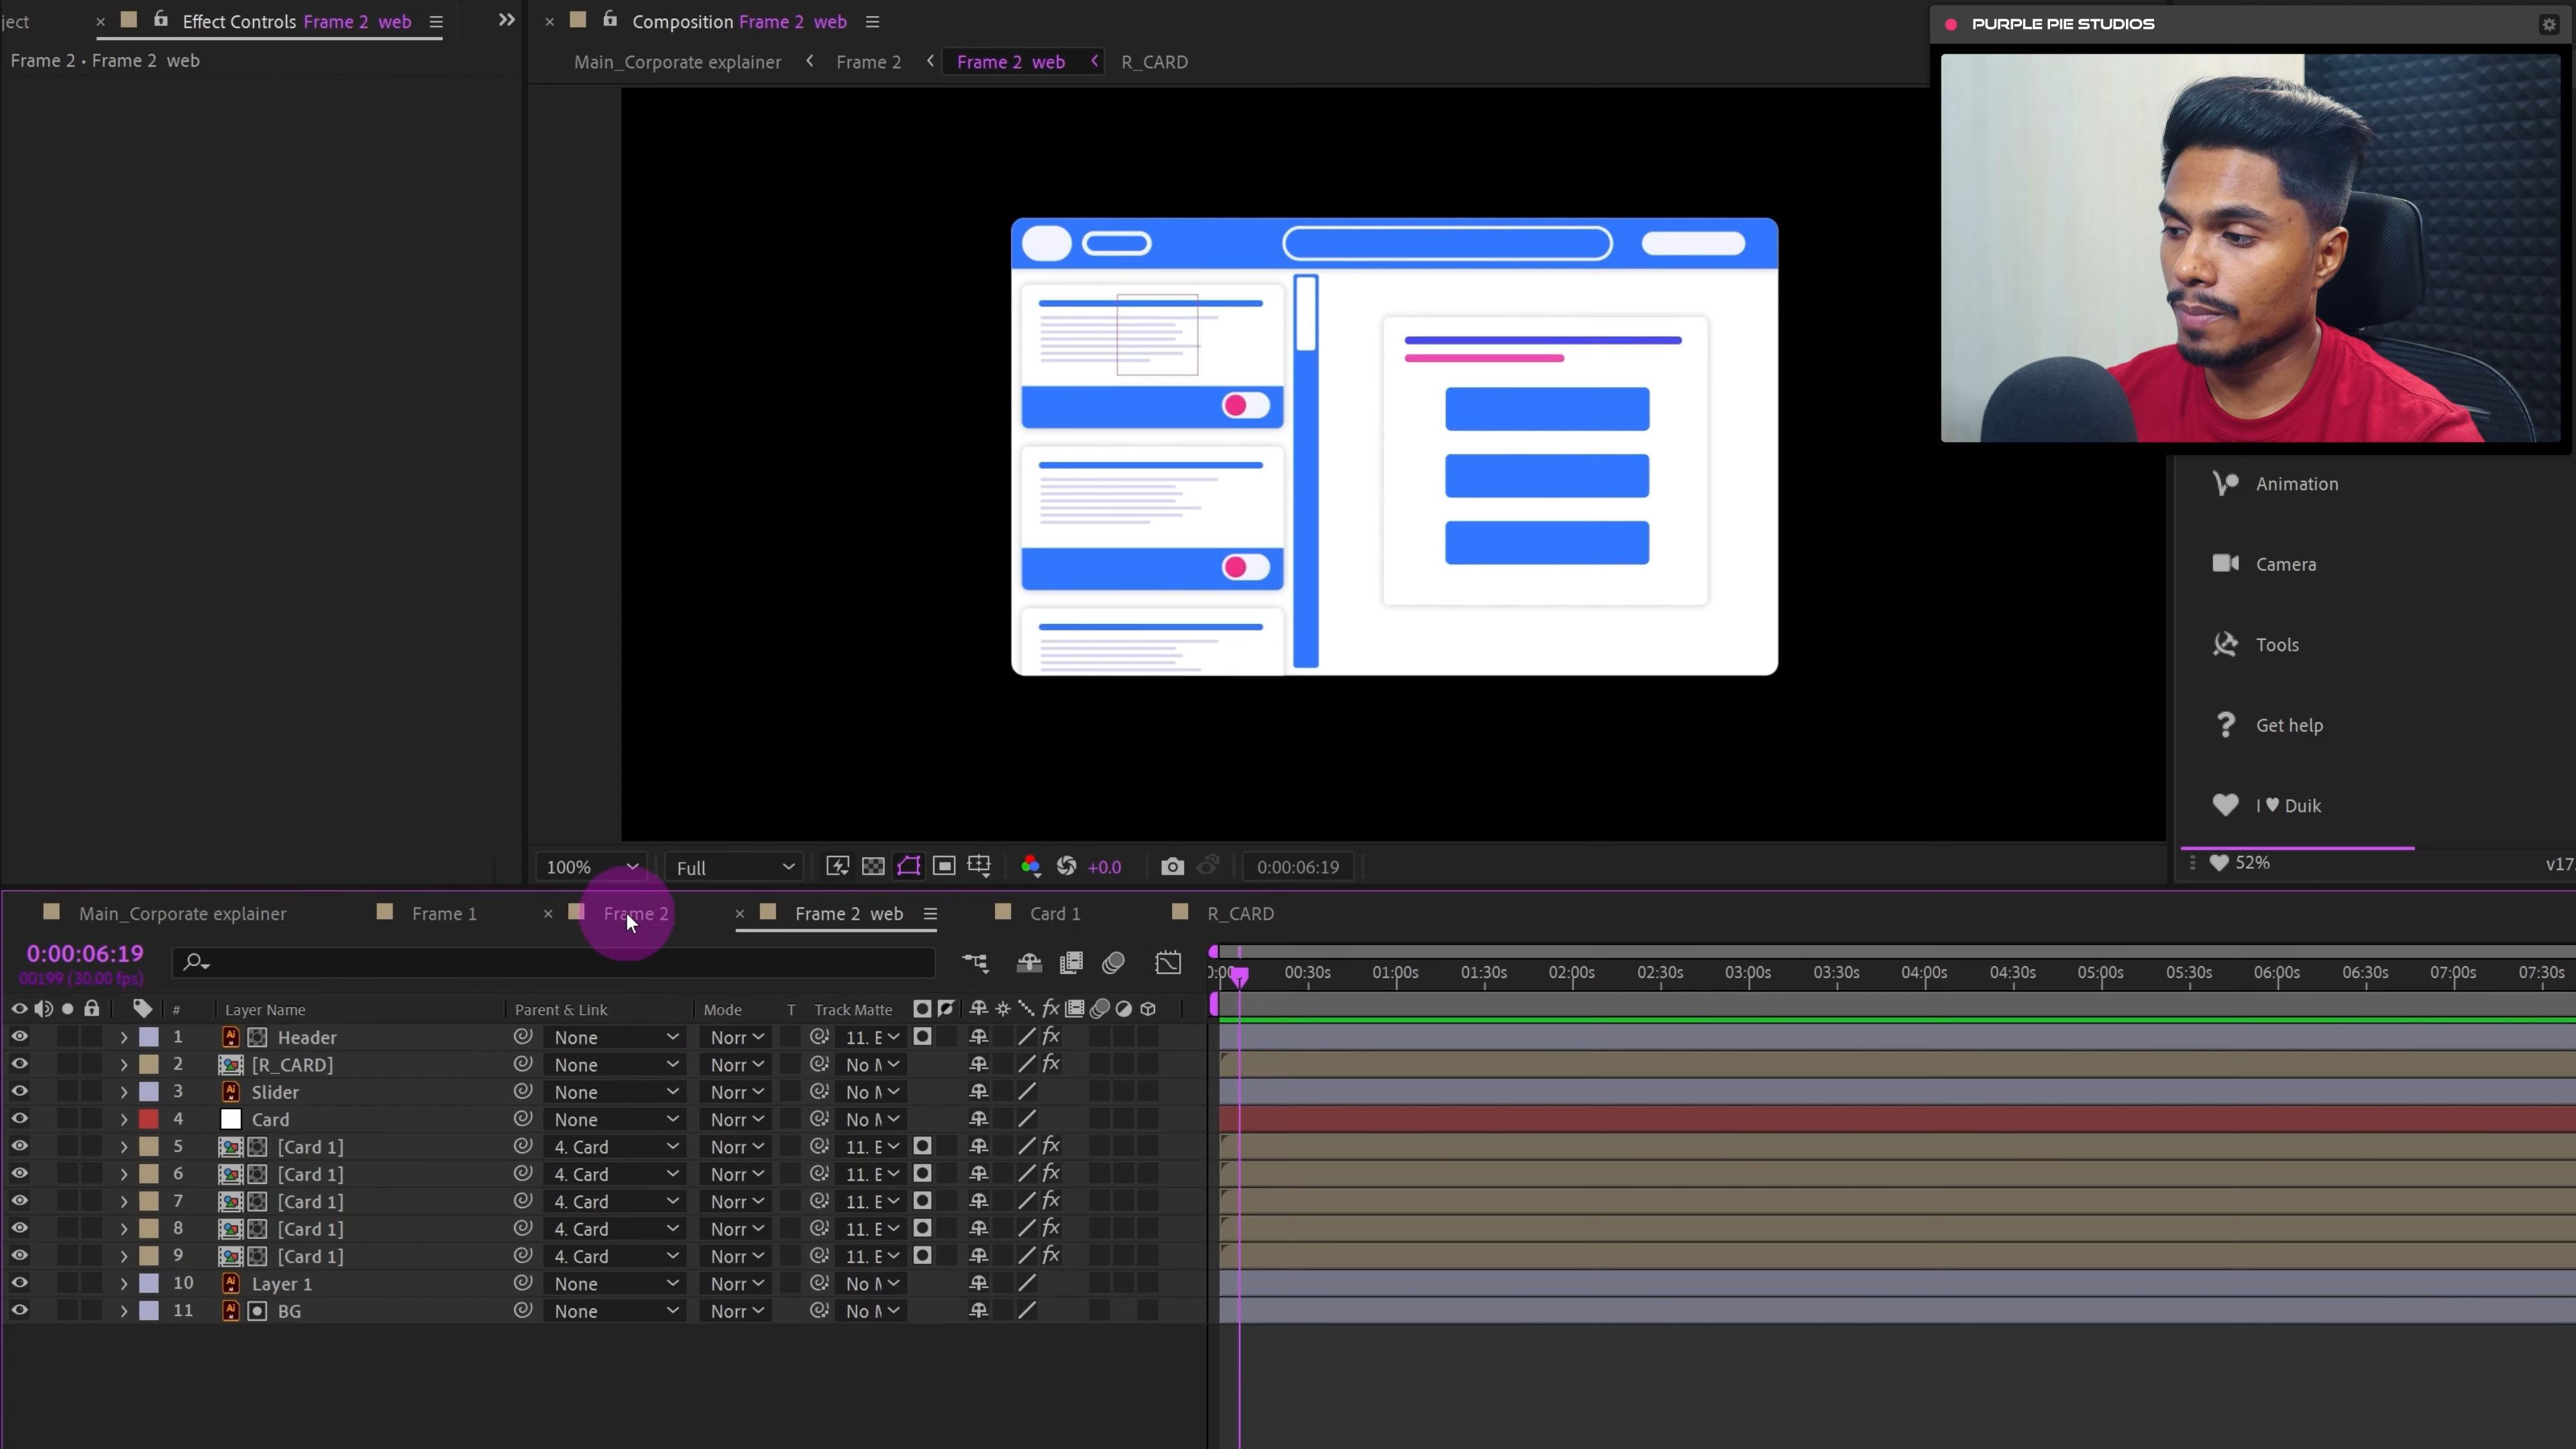 ject × Effect Controls Frame 2 web
Frame 2 • Frame 2 web
× Composition Frame 2 web
Main_Corporate explainer Frame 2 Frame 2 web R_CARD
PURPLE PIE STUDIOS
Animation
Camera
Tools
Get help
I ♥ Duik
52% v17
100% Full +0.0 0:00:06:19
Main_Corporate explainer Frame 1 × Frame 2 × Frame 2 web Card 1 R_CARD
0:00:06:19
00199 (30.00 fps)
00:30s 01:00s 01:30s 02:00s 02:30s 03:00s 03:30s 04:00s 04:30s 05:00s 05:30s 06:00s 06:30s 07:00s 07:30s
# Layer Name Parent & Link Mode T Track Matte fx
1 Header None Norr 11. E fx
2 [R_CARD] None Norr No fx
3 Slider None Norr No
4 Card None Norr No
5 [Card 1] 4. Card Norr 11. E fx
6 [Card 1] 4. Card Norr 11. E fx
7 [Card 1] 4. Card Norr 11. E fx
8 [Card 1] 4. Card Norr 11. E fx
9 [Card 1] 4. Card Norr 11. E fx
10 Layer 1 None Norr No
11 BG None Norr No